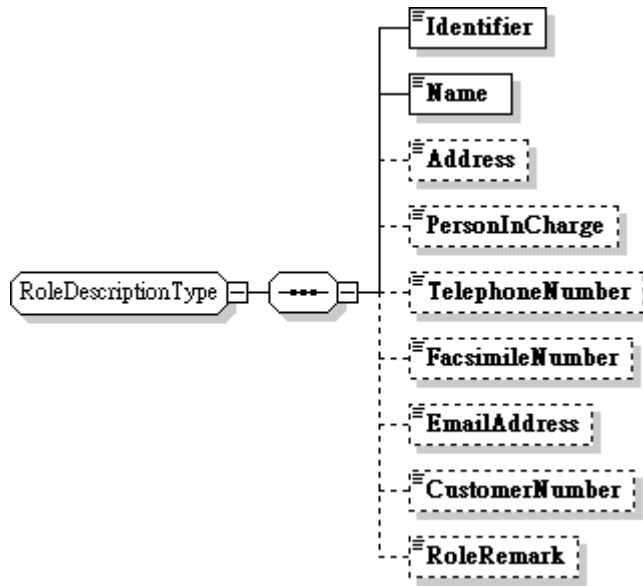 Identifier
Name
Address
PersonInCharge
RoleDescriptionType
TelephoneNumber
FacsimileNumber
EmailAddress
CustomerNumber
RoleRemark